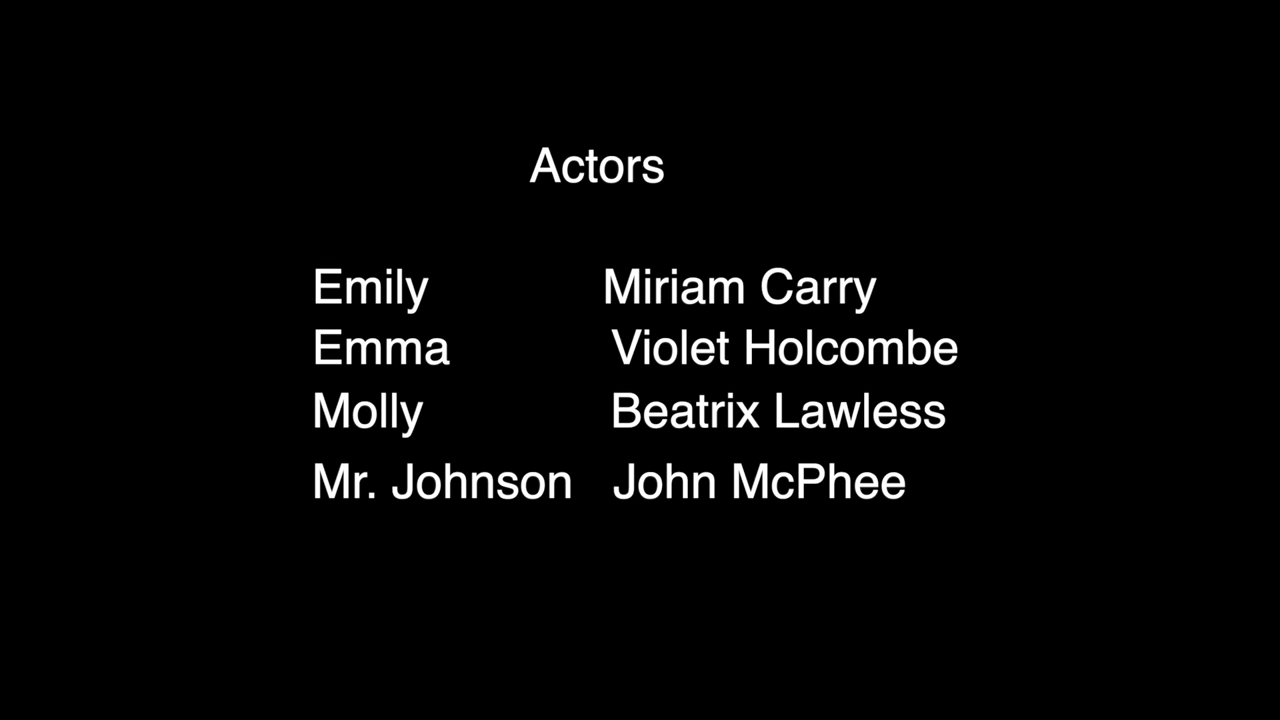 Actors
Emily Miriam Carry
Emma Violet Holcombe
Molly Beatrix Lawless
Mr. Johnson John McPhee